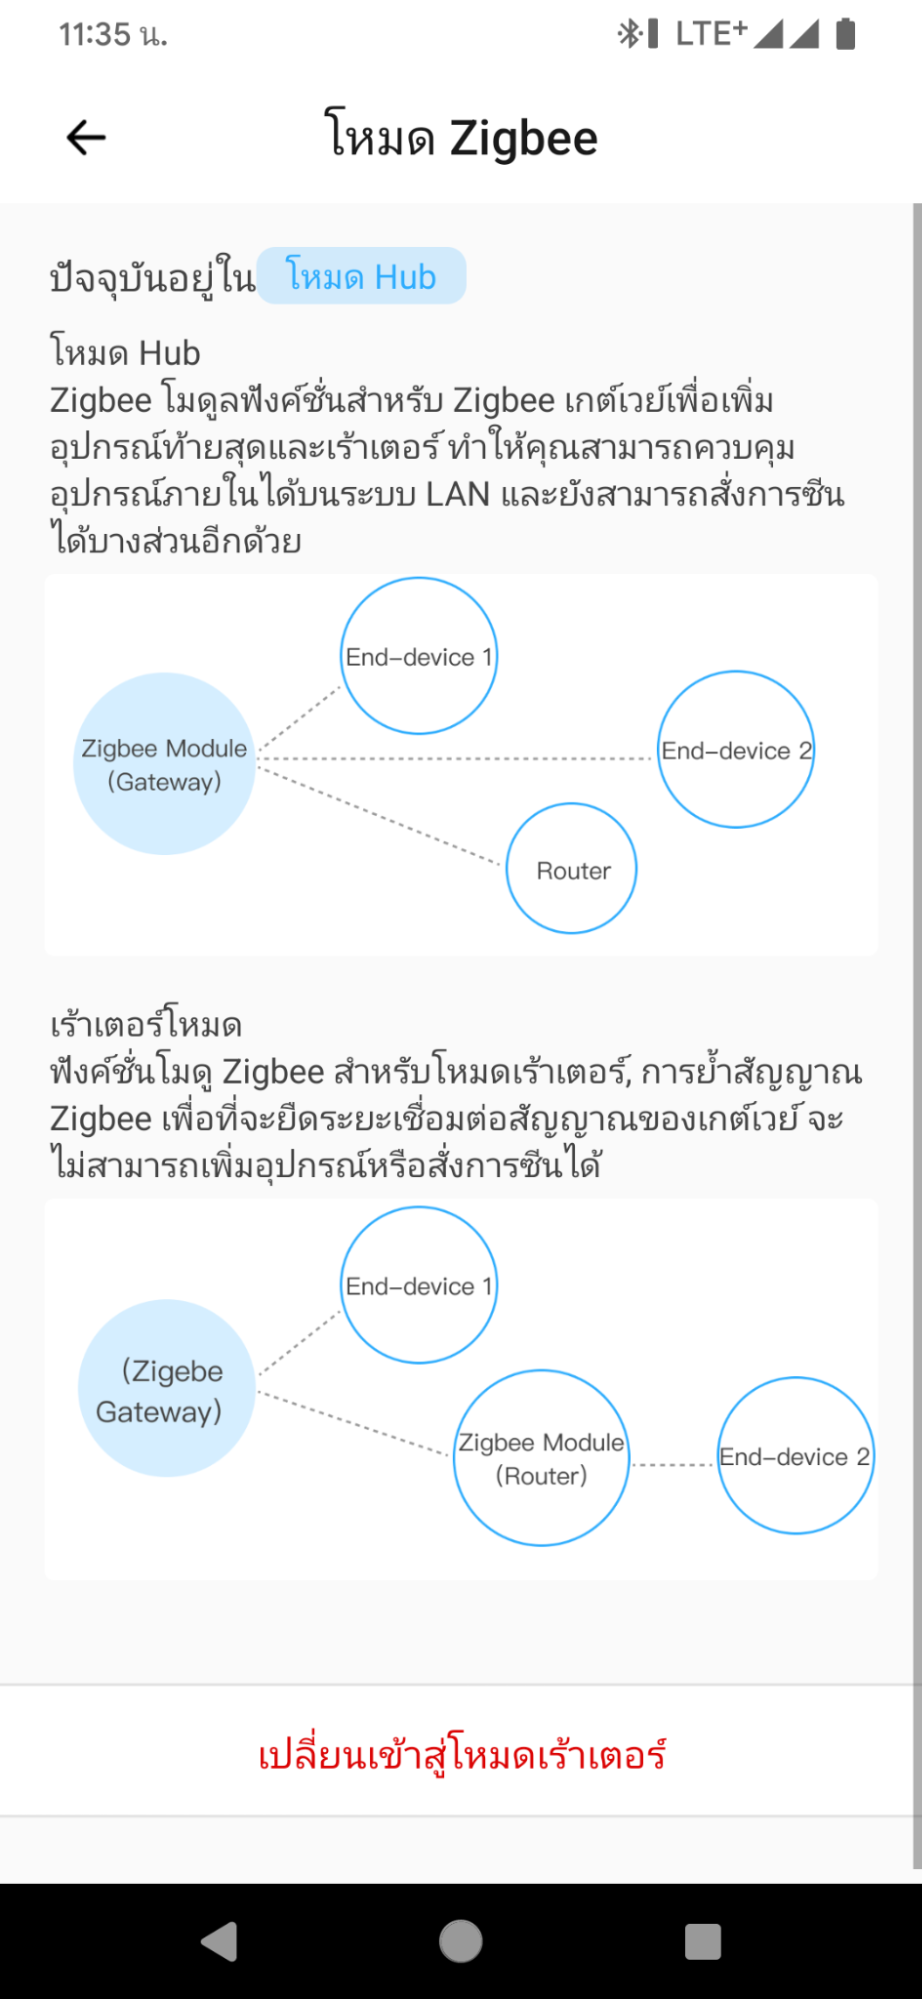 11:35 น.
LTE+
โหมด Zigbee
ปัจจุบันอยู่ใน โหมด Hub
โหมด Hub
Zigbee โมดูลฟังค์ชั่นสำหรับ Zigbee เกต์เวย์เพื่อเพิ่ม
อุปกรณ์ท้ายสุดและเร้าเตอร์ ทำให้คุณสามารถควบคุม
อุปกรณ์ภายในได้บนระบบ LAN และยังสามารถสั่งการซีน
ได้บางส่วนอีกด้วย
End-device 1
Zigbee Module
(Gateway)
End-device 2
Router
เร้าเตอร์โหมด
ฟังค์ชั่นโมดู Zigbee สำหรับโหมดเร้าเตอร์, การย้ำสัญญาณ
Zigbee เพื่อที่จะยืดระยะเชื่อมต่อสัญญาณของเกต์เวย์ จะ
ไม่สามารถเพิ่มอุปกรณ์หรือสั่งการซีนได้
End-device 1
(Zigebe
Gateway)
Zigbee Module
(Router)
End-device 2
เปลี่ยนเข้าสู่โหมดเร้าเตอร์